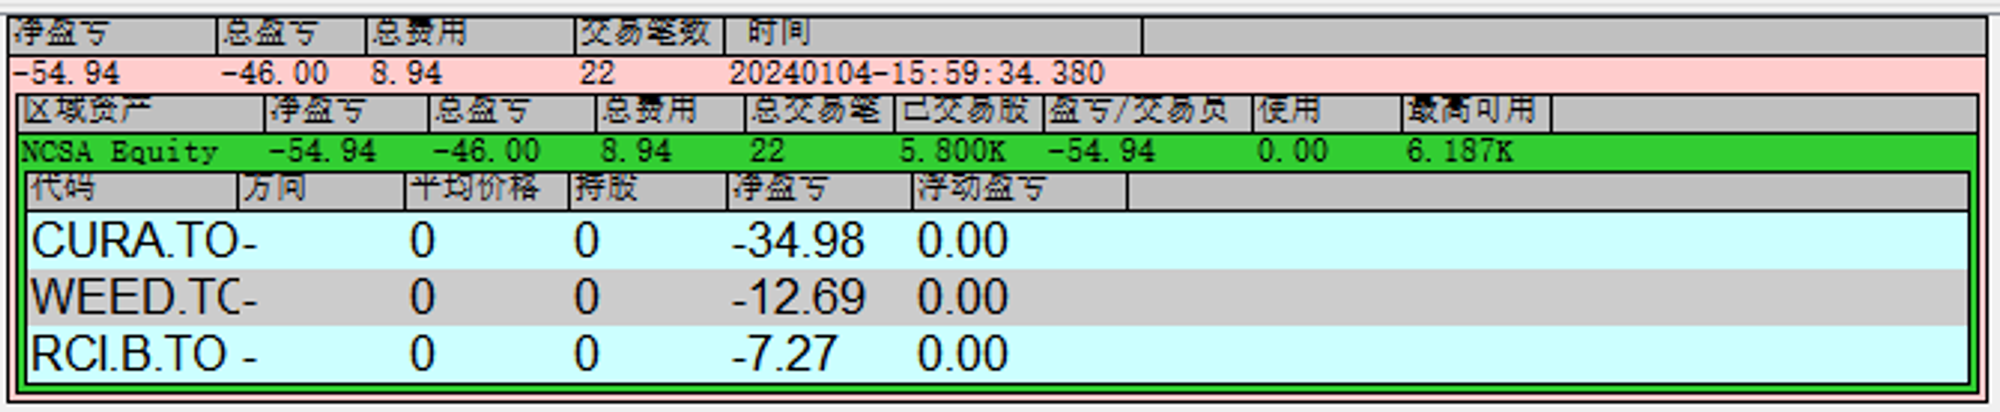 净盈亏 总盈亏 总费用 交易笔数 时间
-54.94 -46.00 8.94 22 20240104-15:59:34.380
区域资产 净盈亏 总盈亏 总费用 总交易笔 已交易股 盈亏/交易员 使用 最高可用
NCSA Equity -54.94 -46.00 8.94 22 5.800K -54.94 0.00 6.187K
代码 方向 平均价格 持股 净盈亏 浮动盈亏
CURA.TO - 0 0 -34.98 0.00
WEED.TO - 0 0 -12.69 0.00
RCI.B.TO - 0 0 -7.27 0.00